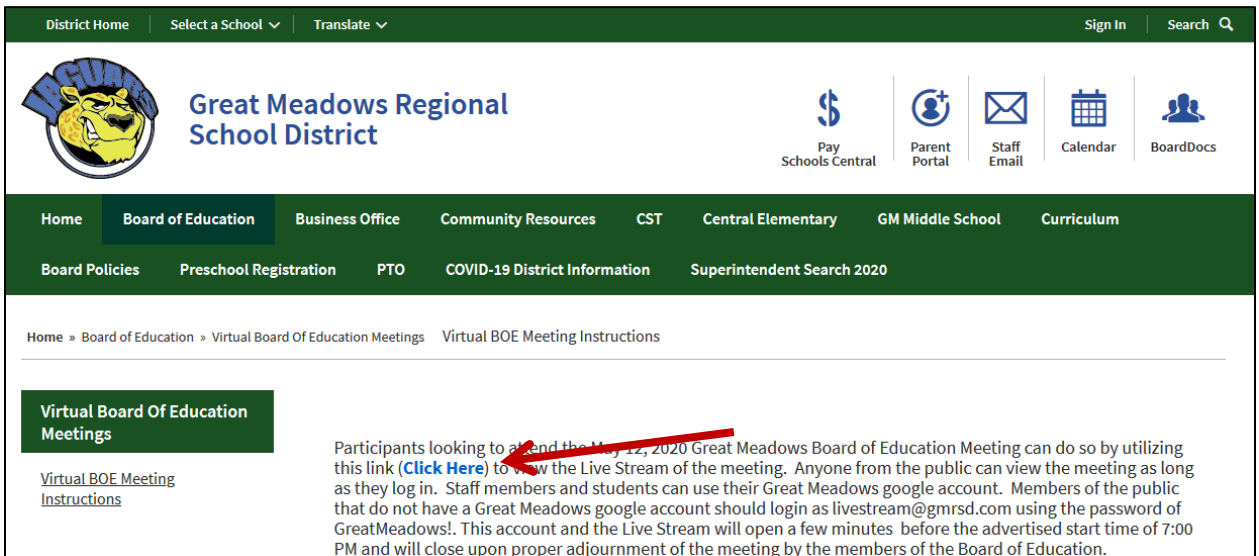 District Home Select a School Translate Sign In Search
JAGUARS
Great Meadows Regional
School District
Pay
Schools Central
Parent
Portal
Staff
Email
Calendar
BoardDocs
Home Board of Education Business Office Community Resources CST Central Elementary GM Middle School Curriculum
Board Policies Preschool Registration PTO COVID-19 District Information Superintendent Search 2020
Home » Board of Education » Virtual Board Of Education Meetings Virtual BOE Meeting Instructions
Virtual Board Of Education
Meetings
Virtual BOE Meeting
Instructions
Participants looking to attend the May 12, 2020 Great Meadows Board of Education Meeting can do so by utilizing
this link (Click Here) to view the Live Stream of the meeting. Anyone from the public can view the meeting as long
as they log in. Staff members and students can use their Great Meadows google account. Members of the public
that do not have a Great Meadows google account should login as livestream@gmrsd.com using the password of
GreatMeadows!. This account and the Live Stream will open a few minutes before the advertised start time of 7:00
PM and will close upon proper adjournment of the meeting by the members of the Board of Education.